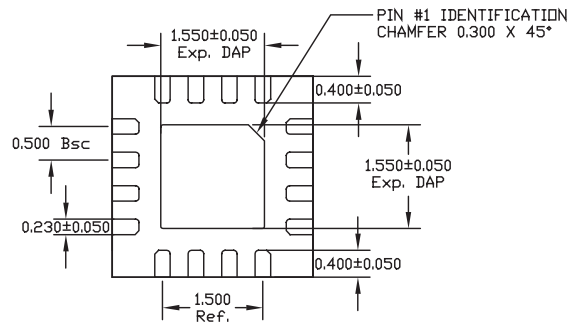 PIN #1 IDENTIFICATION
CHAMFER 0.300 X 45°
1.550±0.050
Exp. DAP
0.400±0.050
0.500 Bsc
1.550±0.050
Exp. DAP
0.230±0.050
0.400±0.050
1.500
Ref.